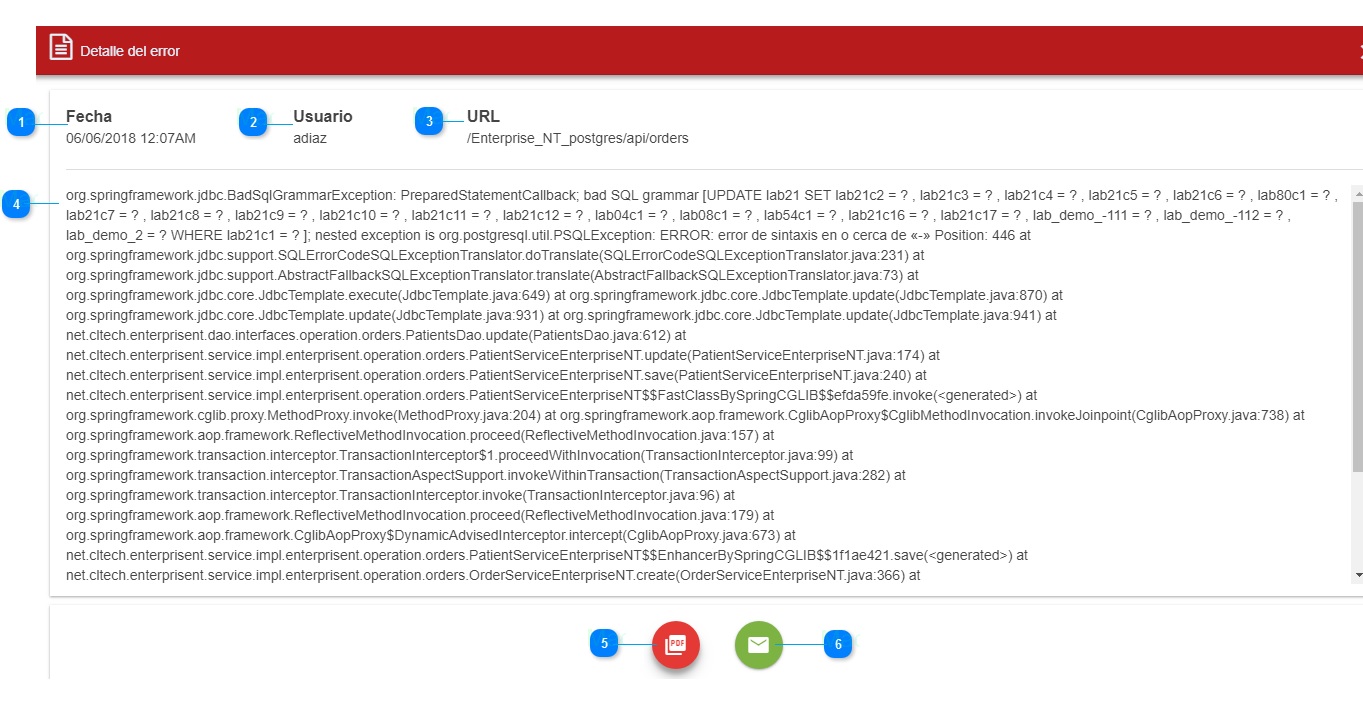 Detalle del error
1 Fecha 2 Usuario 3 URL
06/06/2018 12:07AM adiaz /Enterprise_NT_postgres/api/orders
4
org.springframework.jdbc.BadSqlGrammarException: PreparedStatementCallback; bad SQL grammar [UPDATE lab21 SET lab21c2 = ? , lab21c3 = ? , lab21c4 = ? , lab21c5 = ? , lab21c6 = ? , lab80c1 = ? ,
lab21c7 = ? , lab21c8 = ? , lab21c9 = ? , lab21c10 = ? , lab21c11 = ? , lab21c12 = ? , lab04c1 = ? , lab08c1 = ? , lab54c1 = ? , lab21c16 = ? , lab21c17 = ? , lab_demo_-111 = ? , lab_demo_-112 = ? ,
lab_demo_2 = ? WHERE lab21c1 = ? ]; nested exception is org.postgresql.util.PSQLException: ERROR: error de sintaxis en o cerca de «-» Position: 446 at
org.springframework.jdbc.support.SQLErrorCodeSQLExceptionTranslator.doTranslate(SQLErrorCodeSQLExceptionTranslator.java:231) at
org.springframework.jdbc.support.AbstractFallbackSQLExceptionTranslator.translate(AbstractFallbackSQLExceptionTranslator.java:73) at
org.springframework.jdbc.core.JdbcTemplate.execute(JdbcTemplate.java:649) at org.springframework.jdbc.core.JdbcTemplate.update(JdbcTemplate.java:870) at
org.springframework.jdbc.core.JdbcTemplate.update(JdbcTemplate.java:931) at org.springframework.jdbc.core.JdbcTemplate.update(JdbcTemplate.java:941) at
net.cltech.enterprisent.dao.interfaces.operation.orders.PatientsDao.update(PatientsDao.java:612) at
net.cltech.enterprisent.service.impl.enterprisent.operation.orders.PatientServiceEnterpriseNT.update(PatientServiceEnterpriseNT.java:174) at
net.cltech.enterprisent.service.impl.enterprisent.operation.orders.PatientServiceEnterpriseNT.save(PatientServiceEnterpriseNT.java:240) at
net.cltech.enterprisent.service.impl.enterprisent.operation.orders.PatientServiceEnterpriseNT$$FastClassBySpringCGLIB$$efda59fe.invoke(<generated>) at
org.springframework.cglib.proxy.MethodProxy.invoke(MethodProxy.java:204) at org.springframework.aop.framework.CglibAopProxy$CglibMethodInvocation.invokeJoinpoint(CglibAopProxy.java:738) at
org.springframework.aop.framework.ReflectiveMethodInvocation.proceed(ReflectiveMethodInvocation.java:157) at
org.springframework.transaction.interceptor.TransactionInterceptor$1.proceedWithInvocation(TransactionInterceptor.java:99) at
org.springframework.transaction.interceptor.TransactionAspectSupport.invokeWithinTransaction(TransactionAspectSupport.java:282) at
org.springframework.transaction.interceptor.TransactionInterceptor.invoke(TransactionInterceptor.java:96) at
org.springframework.aop.framework.ReflectiveMethodInvocation.proceed(ReflectiveMethodInvocation.java:179) at
org.springframework.aop.framework.CglibAopProxy$DynamicAdvisedInterceptor.intercept(CglibAopProxy.java:673) at
net.cltech.enterprisent.service.impl.enterprisent.operation.orders.PatientServiceEnterpriseNT$$EnhancerBySpringCGLIB$$1f1ae421.save(<generated>) at
net.cltech.enterprisent.service.impl.enterprisent.operation.orders.OrderServiceEnterpriseNT.create(OrderServiceEnterpriseNT.java:366) at
5 PDF 6